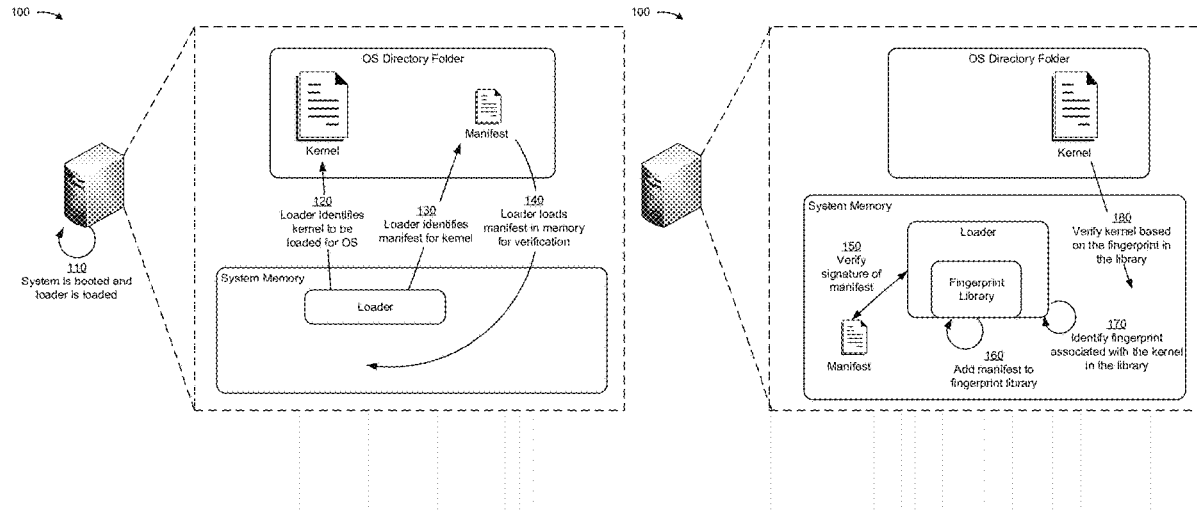 100
OS Directory Folder
Kernel
Manifest
120
Loader identifies
kernel to be
loaded for OS
130
Loader identifies
manifest for kernel
140
Loader loads
manifest in memory
for verification
110
System is booted and
loader is loaded
System Memory
Loader
100
OS Directory Folder
Kernel
System Memory
180
Verify kernel based
on the fingerprint in
the library
150
Verify
signature of
manifest
Loader
Fingerprint
Library
Manifest
160
Add manifest to
fingerprint library
170
Identify fingerprint
associated with the kernel
in the library